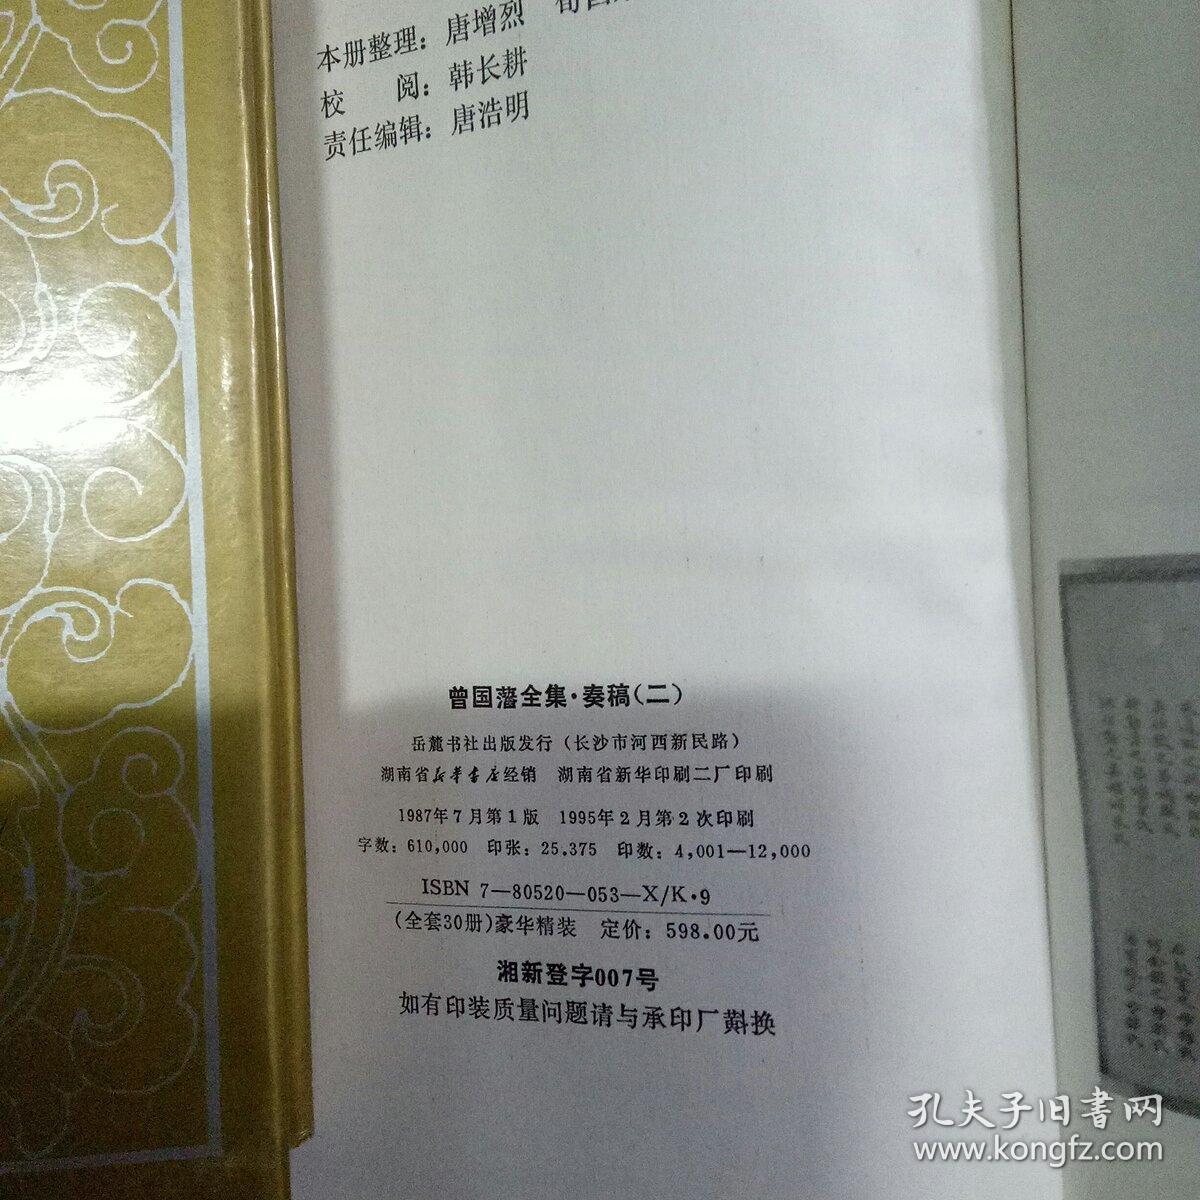 本册整理：唐增烈
校　　阅：韩长耕
责任编辑：唐浩明
曾国藩全集·奏稿(二)
岳麓书社出版发行（长沙市河西新民路）
湖南省新华书店经销　湖南省新华印刷二厂印刷
1987年7月第1版　1995年2月第2次印刷
字数：610,000　印张：25.375　印数：4,001—12,000
ISBN 7—80520—053—X/K·9
(全套30册)豪华精装　定价：598.00元
湘新登字007号
如有印装质量问题请与承印厂斟换
孔夫子旧書网
www.kongfz.com